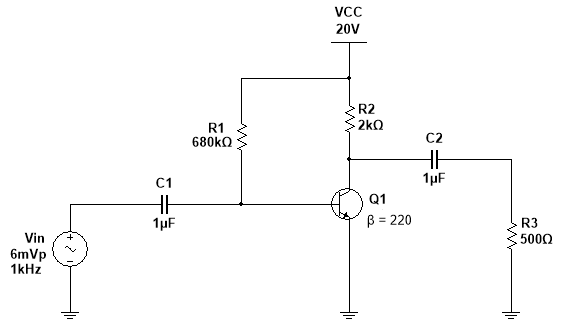 VCC
20V
R1
680kΩ
R2
2kΩ
C2
1µF
C1
1µF
Q1
β = 220
Vin
6mVp
1kHz
R3
500Ω